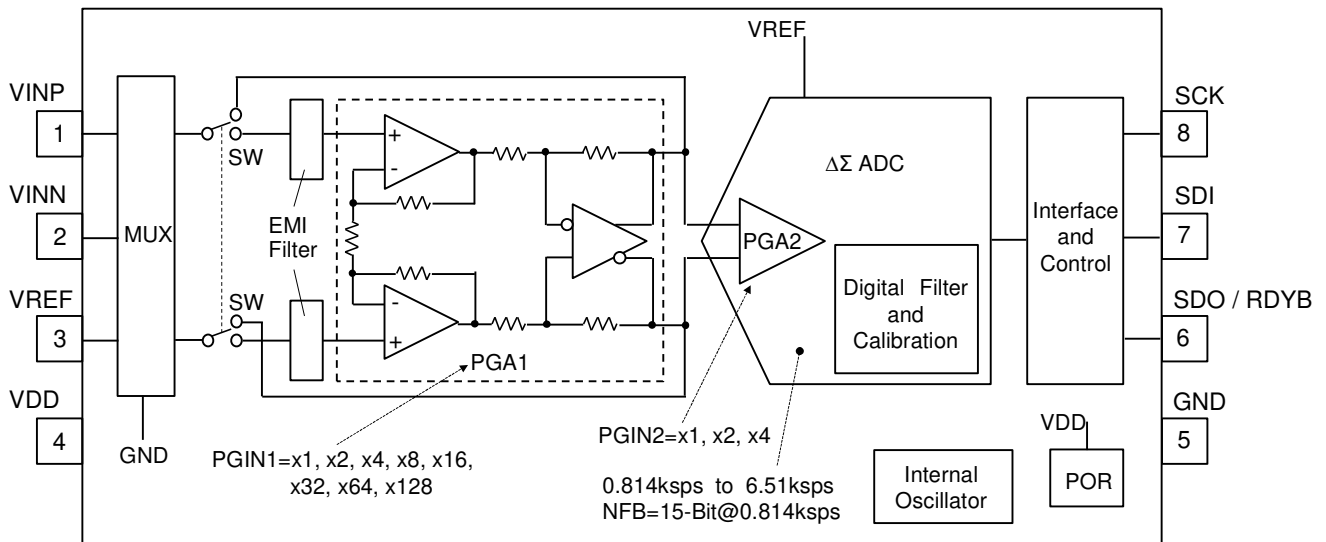 VREF
VINP
1
VINN
2
VREF
3
VDD
4
MUX
GND
SW
SW
EMI
Filter
+
-
-
+
PGA1
PGIN1=x1, x2, x4, x8, x16,
x32, x64, x128
ΔΣ ADC
PGA2
Digital Filter
and
Calibration
PGIN2=x1, x2, x4
0.814ksps to 6.51ksps
NFB=15-Bit@0.814ksps
Internal
Oscillator
Interface
and
Control
VDD
POR
SCK
8
SDI
7
SDO / RDYB
6
GND
5